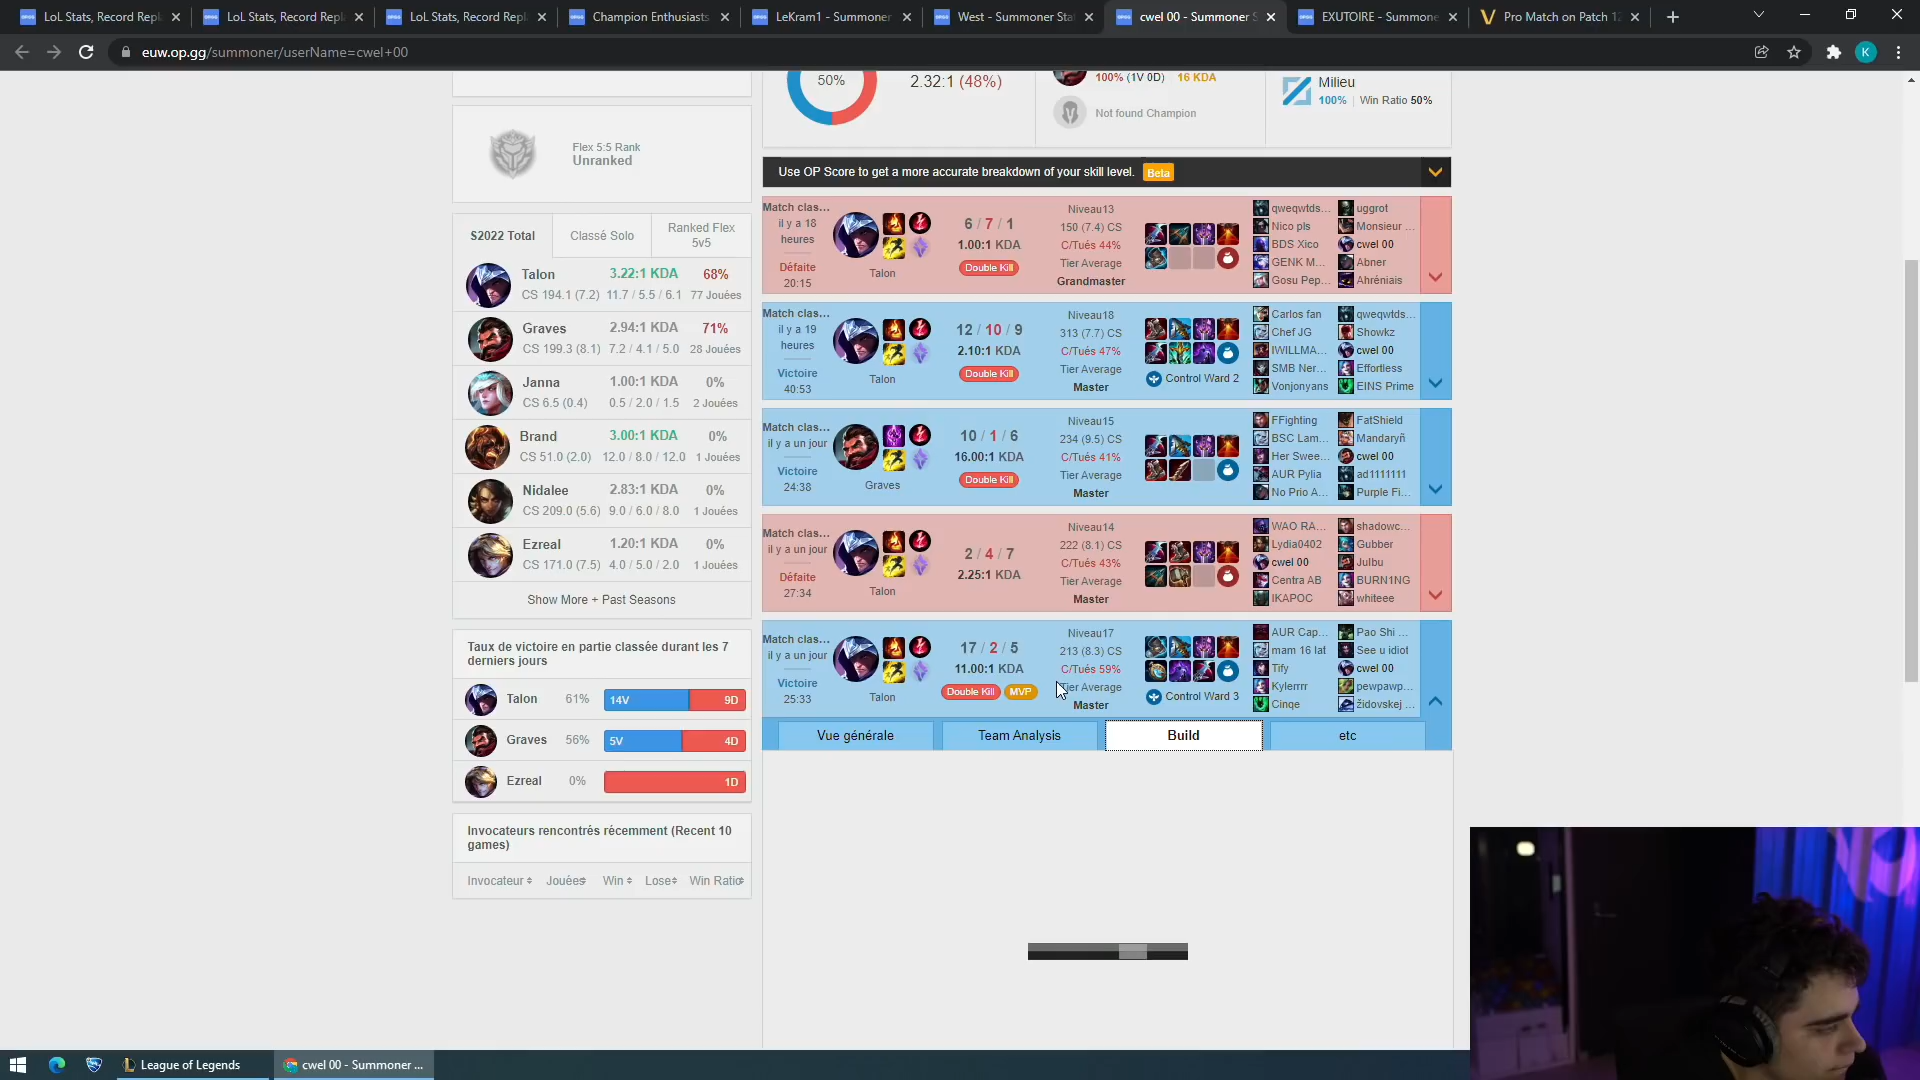 LoL Stats, Record Repl
LoL Stats, Record Repl
LoL Stats, Record Repl
Champion Enthusiasts
LeKram1 - Summoner
West - Summoner Stat
cwel 00 - Summoner S
EXUTOIRE - Summone
Pro Match on Patch 12
euw.op.gg/summoner/userName=cwel+00
K
50%
2.32:1 (48%)
100% (1V 0D) 16 KDA
Not found Champion
Milieu
100% | Win Ratio 50%
Flex 5:5 Rank
Unranked
Use OP Score to get a more accurate breakdown of your skill level. Beta
S2022 Total
Classé Solo
Ranked Flex
5v5
Talon 3.22:1 KDA 68%
CS 194.1 (7.2) 11.7 / 5.5 / 6.1 77 Jouées
Graves 2.94:1 KDA 71%
CS 199.3 (8.1) 7.2 / 4.1 / 5.0 28 Jouées
Janna 1.00:1 KDA 0%
CS 6.5 (0.4) 0.5 / 2.0 / 1.5 2 Jouées
Brand 3.00:1 KDA 0%
CS 51.0 (2.0) 12.0 / 8.0 / 12.0 1 Jouées
Nidalee 2.83:1 KDA 0%
CS 209.0 (5.6) 9.0 / 6.0 / 8.0 1 Jouées
Ezreal 1.20:1 KDA 0%
CS 171.0 (7.5) 4.0 / 5.0 / 2.0 1 Jouées
Show More + Past Seasons
Taux de victoire en partie classée durant les 7
derniers jours
Talon 61% 14V 9D
Graves 56% 5V 4D
Ezreal 0% 1D
Invocateurs rencontrés récemment (Recent 10
games)
Invocateur Jouées Win Lose Win Ratio
Match clas...
il y a 18
heures
Défaite
20:15
Talon
6 / 7 / 1
1.00:1 KDA
Double Kill
Niveau13
150 (7.4) CS
C/Tués 44%
Tier Average
Grandmaster
qweqwtds... uggrot
Nico pls Monsieur ...
BDS Xico cwel 00
GENK M... Abner
Gosu Pep... Ahréniais
Match clas...
il y a 19
heures
Victoire
40:53
Talon
12 / 10 / 9
2.10:1 KDA
Double Kill
Niveau18
313 (7.7) CS
C/Tués 47%
Tier Average
Master
Control Ward 2
Carlos fan qweqwtds...
Chef JG Showkz
IWILLMA... cwel 00
SMB Ner... Effortless
Vonjonyans EINS Prime
Match clas...
il y a un jour
Victoire
24:38
Graves
10 / 1 / 6
16.00:1 KDA
Double Kill
Niveau15
234 (9.5) CS
C/Tués 41%
Tier Average
Master
FFighting FatShield
BSC Lam... Mandaryñ
Her Swee... cwel 00
AUR Pylia ad1111111
No Prio A... Purple Fi...
Match clas...
il y a un jour
Défaite
27:34
Talon
2 / 4 / 7
2.25:1 KDA
Niveau14
222 (8.1) CS
C/Tués 43%
Tier Average
Master
WAO RA... shadowc...
Lydia0402 Gubber
cwel 00 Julbu
Centra AB BURN1NG
IKAPOC whiteee
Match clas...
il y a un jour
Victoire
25:33
Talon
17 / 2 / 5
11.00:1 KDA
Double Kill MVP
Niveau17
213 (8.3) CS
C/Tués 59%
Tier Average
Master
Control Ward 3
AUR Cap... Pao Shi ...
mam 16 lat See u idiot
Tify cwel 00
Kylerrrr pewpawp...
Cinqe židovskej ...
Vue générale
Team Analysis
Build
etc
League of Legends
cwel 00 - Summoner ...